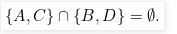 {A, C} ∩ {B, D} = ∅.